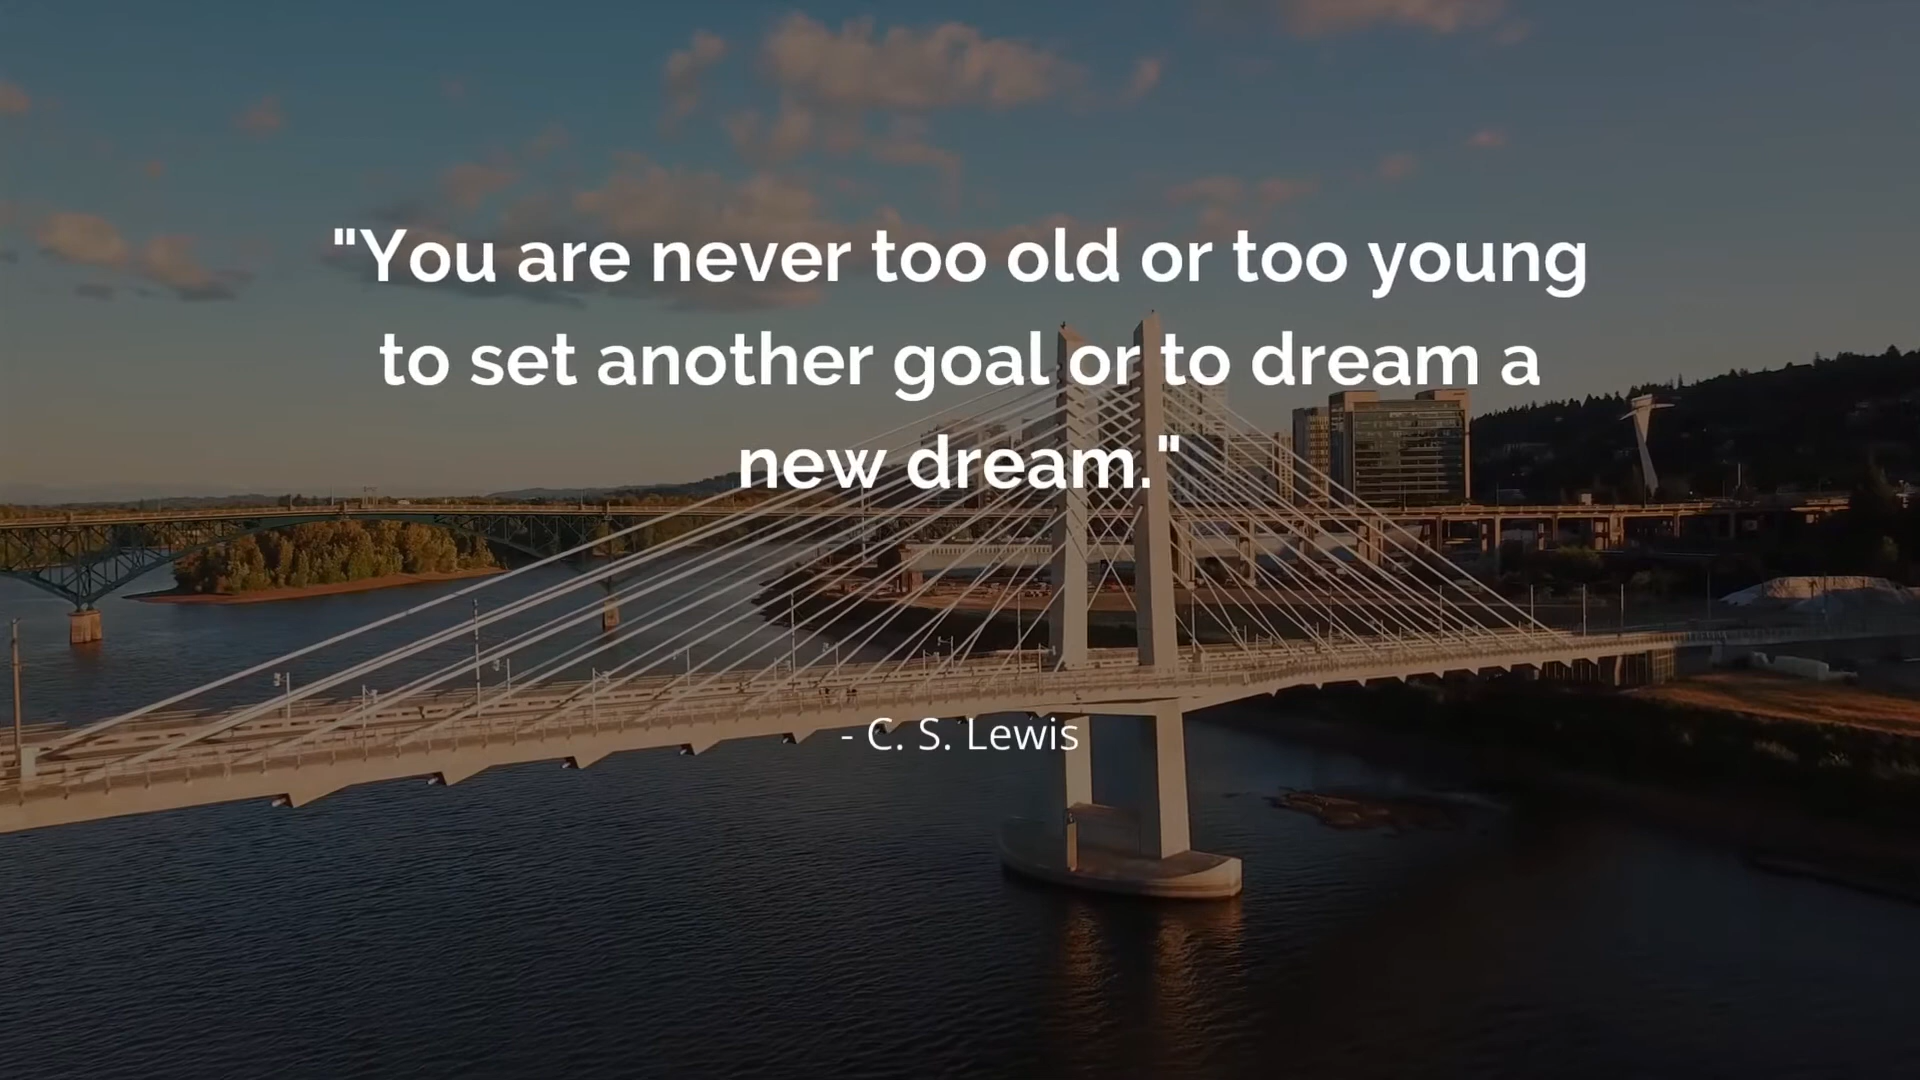 "You are never too old or too young
to set another goal or to dream a
new dream."
- C. S. Lewis